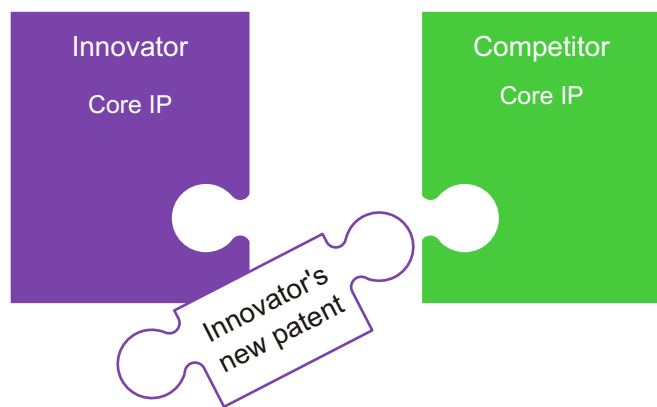 Innovator
Core IP
Competitor
Core IP
Innovator's
new patent